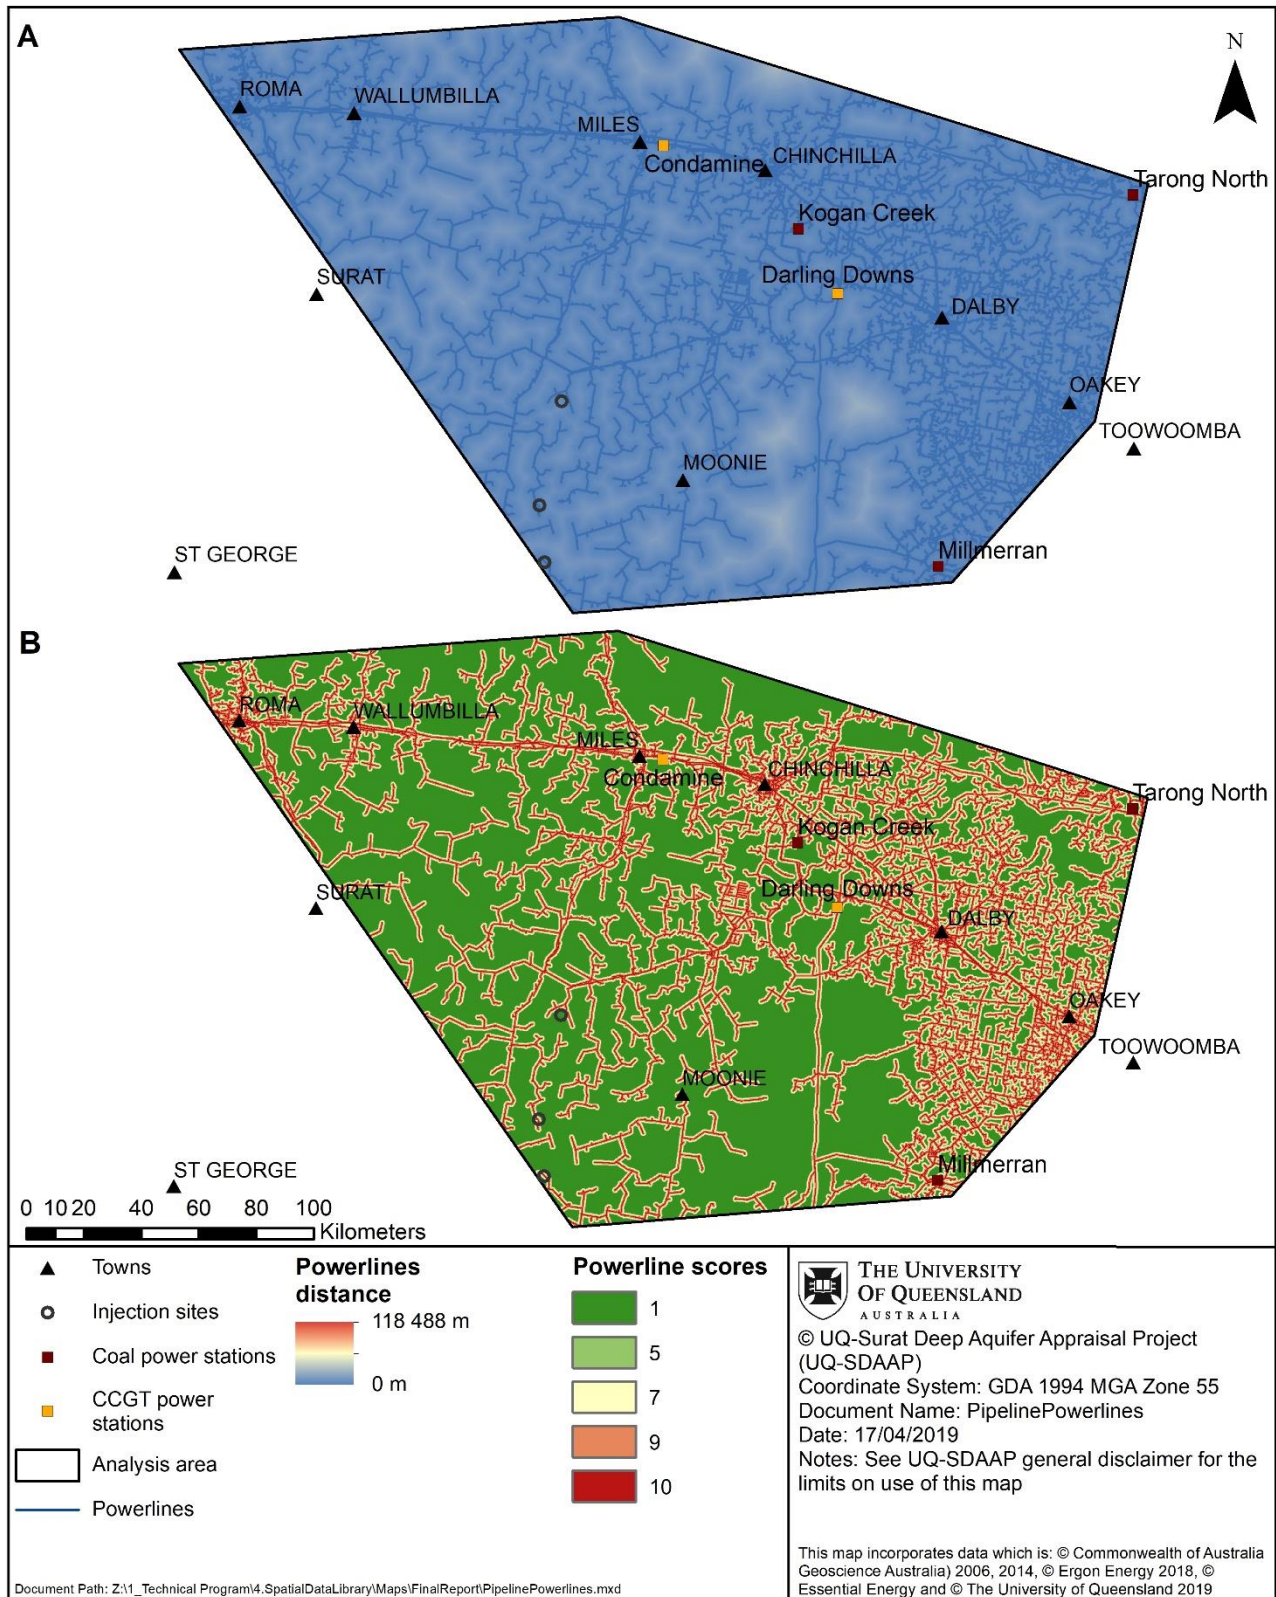 A
N
ROMA
WALLUMBILLA
MILES
Condamine
CHINCHILLA
Tarong North
Kogan Creek
SURAT
Darling Downs
DALBY
OAKEY
TOOWOOMBA
MOONIE
ST GEORGE
Millmerran
B
ROMA
WALLUMBILLA
MILES
Condamine
CHINCHILLA
Tarong North
Kogan Creek
SURAT
Darling Downs
DALBY
OAKEY
TOOWOOMBA
MOONIE
ST GEORGE
Millmerran
0 10 20 40 60 80 100
Kilometers
Towns
Injection sites
Coal power stations
CCGT power
stations
Analysis area
Powerlines
Powerlines
distance
118 488 m
0 m
Powerline scores
1
5
7
9
10
THE UNIVERSITY
OF QUEENSLAND
AUSTRALIA
© UQ-Surat Deep Aquifer Appraisal Project
(UQ-SDAAP)
Coordinate System: GDA 1994 MGA Zone 55
Document Name: PipelinePowerlines
Date: 17/04/2019
Notes: See UQ-SDAAP general disclaimer for the
limits on use of this map
This map incorporates data which is: © Commonwealth of Australia
Geoscience Australia) 2006, 2014, © Ergon Energy 2018, ©
Essential Energy and © The University of Queensland 2019
Document Path: Z:\1_Technical Program\4.SpatialDataLibrary\Maps\FinalReport\PipelinePowerlines.mxd